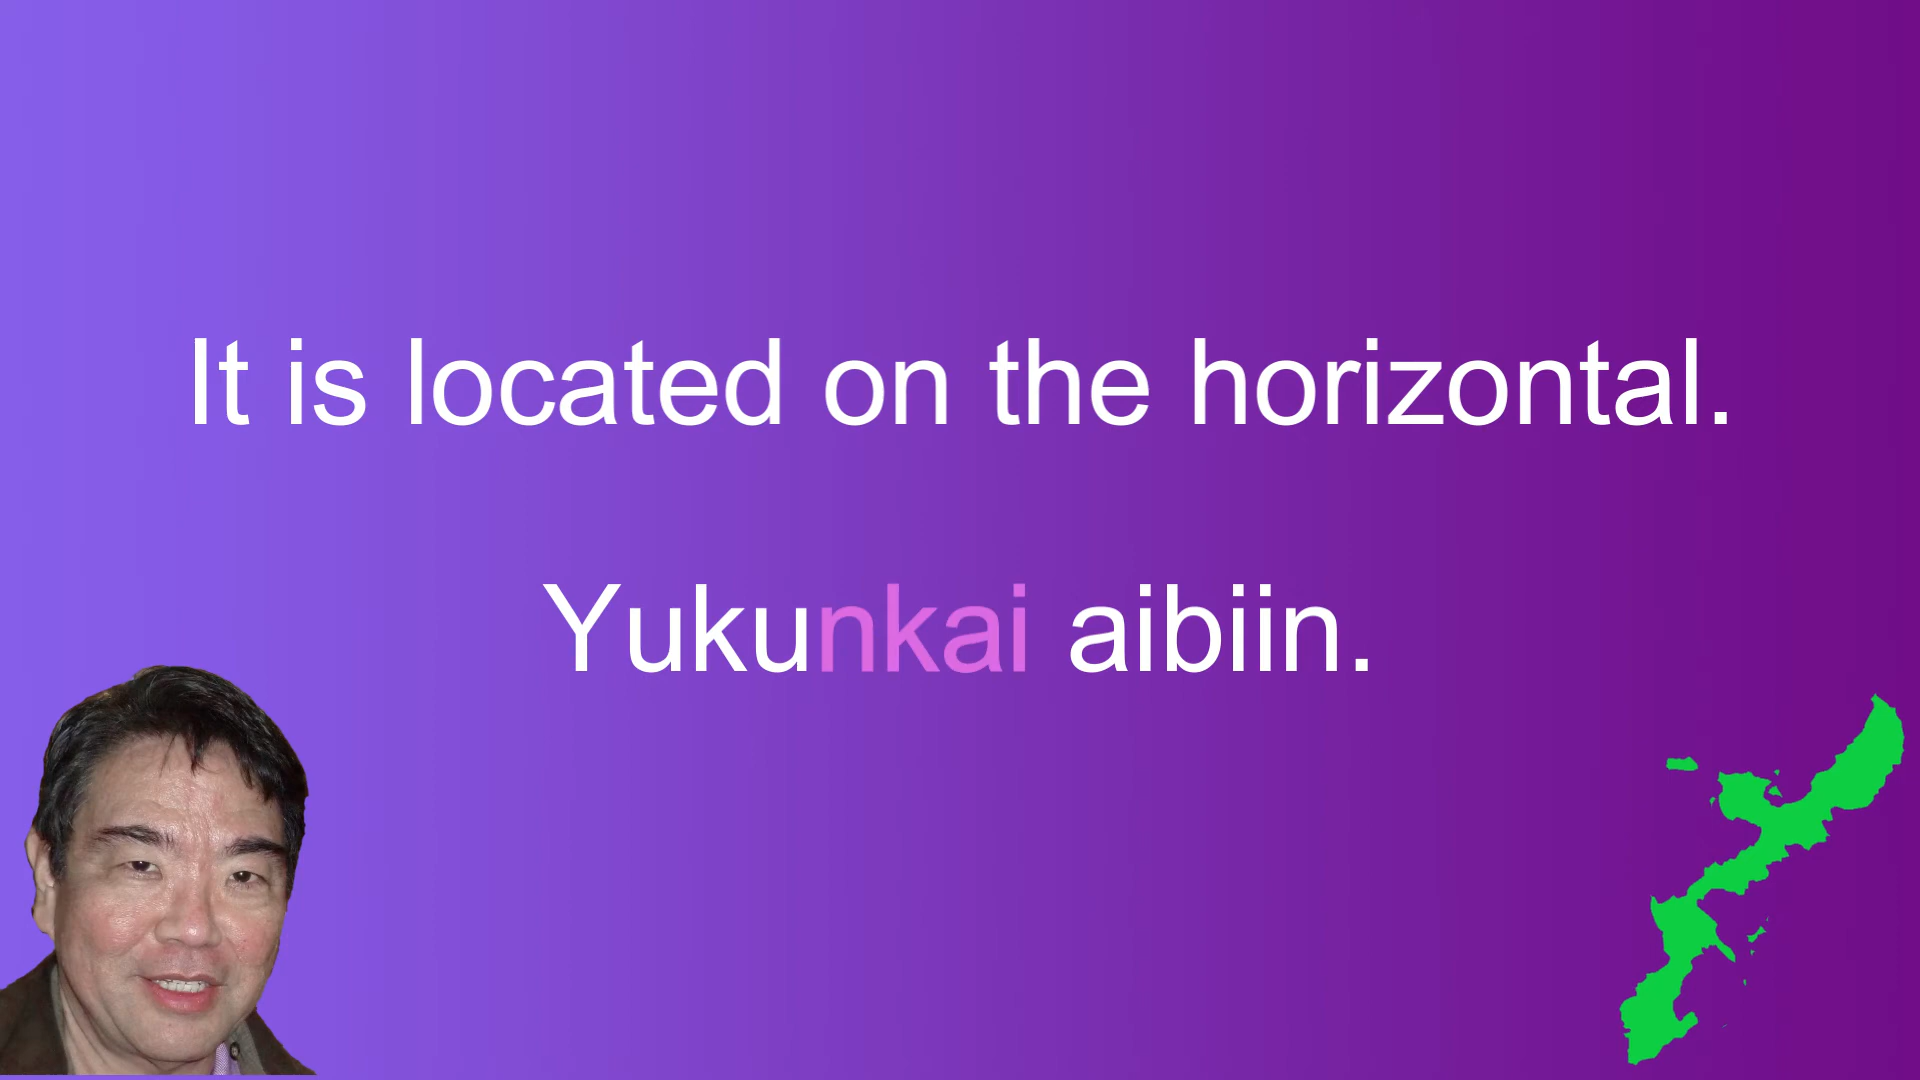 It is located on the horizontal.
Yukunkai aibiin.